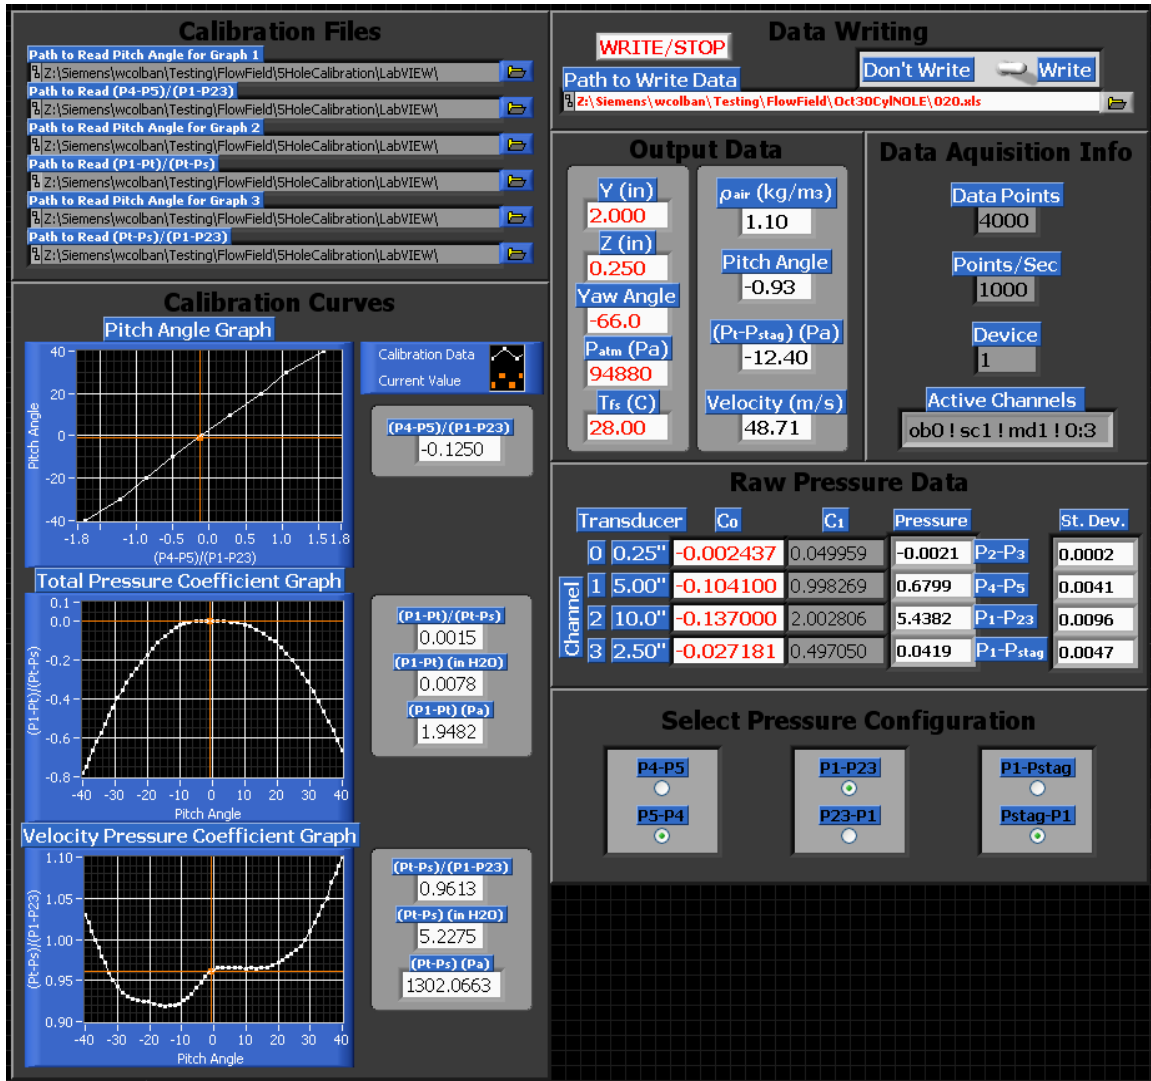 Calibration Files
Path to Read Pitch Angle for Graph 1
Z:\Siemens\wcolban\Testing\FlowField\5HoleCalibration\LabVIEW\
Path to Read (P4-P5)/(P1-P23)
Z:\Siemens\wcolban\Testing\FlowField\5HoleCalibration\LabVIEW\
Path to Read Pitch Angle for Graph 2
Z:\Siemens\wcolban\Testing\FlowField\5HoleCalibration\LabVIEW\
Path to Read (P1-Pt)/(Pt-Ps)
Z:\Siemens\wcolban\Testing\FlowField\5HoleCalibration\LabVIEW\
Path to Read Pitch Angle for Graph 3
Z:\Siemens\wcolban\Testing\FlowField\5HoleCalibration\LabVIEW\
Path to Read (Pt-Ps)/(P1-P23)
Z:\Siemens\wcolban\Testing\FlowField\5HoleCalibration\LabVIEW\
Data Writing
WRITE/STOP
Don't Write Write
Path to Write Data
Z:\Siemens\wcolban\Testing\FlowField\Oct30CylNOLE\020.xls
Output Data
Y (in)
2.000
Z (in)
0.250
Yaw Angle
-66.0
Patm (Pa)
94880
Tfs (C)
28.00
ρair (kg/m3)
1.10
Pitch Angle
-0.93
(Pt-Pstag) (Pa)
-12.40
Velocity (m/s)
48.71
Data Aquisition Info
Data Points
4000
Points/Sec
1000
Device
1
Active Channels
ob0 ! sc1 ! md1 ! 0:3
Calibration Curves
Pitch Angle Graph
40
20
0
-20
-40
Pitch Angle
-1.8 -1.0 -0.5 0.0 0.5 1.0 1.5 1.8
(P4-P5)/(P1-P23)
Calibration Data
Current Value
(P4-P5)/(P1-P23)
-0.1250
Total Pressure Coefficient Graph
0.1
0.0
-0.2
-0.4
-0.6
-0.8
(P1-Pt)/(Pt-Ps)
-40 -30 -20 -10 0 10 20 30 40
Pitch Angle
(P1-Pt)/(Pt-Ps)
0.0015
(P1-Pt) (in H2O)
0.0078
(P1-Pt) (Pa)
1.9482
Velocity Pressure Coefficient Graph
1.10
1.05
1.00
0.95
0.90
(Pt-Ps)/(P1-P23)
-40 -30 -20 -10 0 10 20 30 40
Pitch Angle
(Pt-Ps)/(P1-P23)
0.9613
(Pt-Ps) (in H2O)
5.2275
(Pt-Ps) (Pa)
1302.0663
Raw Pressure Data
Transducer C0 C1 Pressure St. Dev.
Channel
0 0.25" -0.002437 0.049959 -0.0021 P2-P3 0.0002
1 5.00" -0.104100 0.998269 0.6799 P4-P5 0.0041
2 10.0" -0.137000 2.002806 5.4382 P1-P23 0.0096
3 2.50" -0.027181 0.497050 0.0419 P1-Pstag 0.0047
Select Pressure Configuration
P4-P5 P1-P23 P1-Pstag
P5-P4 P23-P1 Pstag-P1